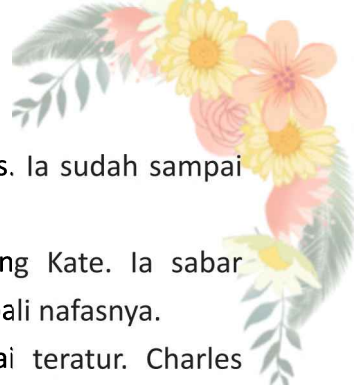 s. Ia sudah sampai
ng Kate. Ia sabar
ali nafasnya.
ai teratur. Charles